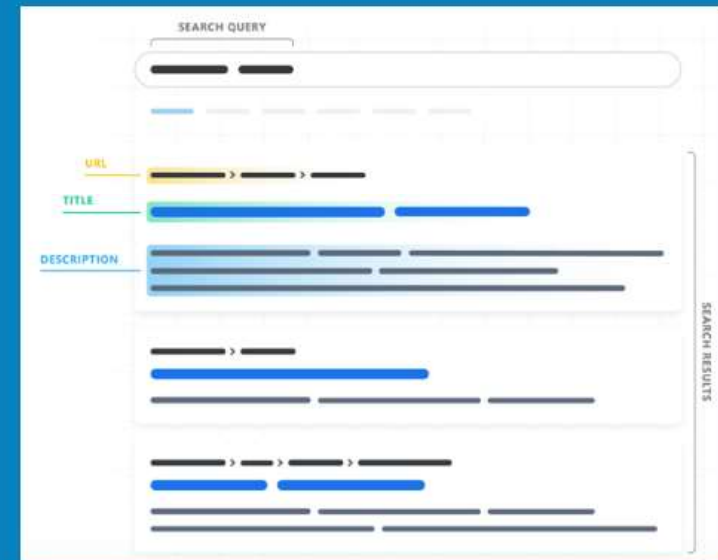 SEARCH QUERY
URL
TITLE
DESCRIPTION
SEARCH RESULTS